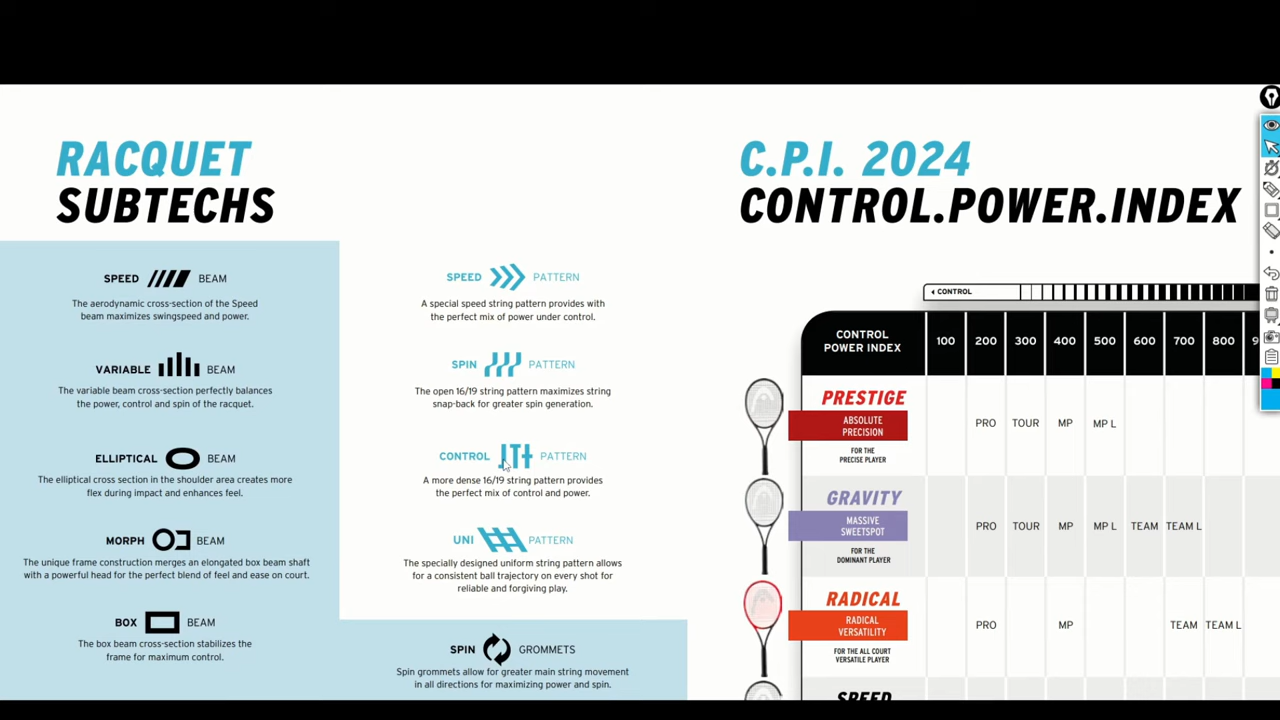 RACQUET
SUBTECHS
SPEED BEAM
The aerodynamic cross-section of the Speed
beam maximizes swingspeed and power.
VARIABLE BEAM
The variable beam cross-section perfectly balances
the power, control and spin of the racquet.
ELLIPTICAL BEAM
The elliptical cross section in the shoulder area creates more
flex during impact and enhances feel.
MORPH BEAM
The unique frame construction merges an elongated box beam shaft
with a powerful head for the perfect blend of feel and ease on court.
BOX BEAM
The box beam cross-section stabilizes the
frame for maximum control.
SPEED PATTERN
A special speed string pattern provides with
the perfect mix of power under control.
SPIN PATTERN
The open 16/19 string pattern maximizes string
snap-back for greater spin generation.
CONTROL PATTERN
A more dense 16/19 string pattern provides
the perfect mix of control and power.
UNI PATTERN
The specially designed uniform string pattern allows
for a consistent ball trajectory on every shot for
reliable and forgiving play.
SPIN GROMMETS
Spin grommets allow for greater main string movement
in all directions for maximizing power and spin.
C.P.I. 2024
CONTROL.POWER.INDEX
CONTROL
CONTROL
POWER INDEX
100 200 300 400 500 600 700 800 9
PRESTIGE
ABSOLUTE
PRECISION
FOR THE
PRECISE PLAYER
PRO TOUR MP MP L
GRAVITY
MASSIVE
SWEETSPOT
FOR THE
DOMINANT PLAYER
PRO TOUR MP MP L TEAM TEAM L
RADICAL
RADICAL
VERSATILITY
FOR THE ALL COURT
VERSATILE PLAYER
PRO MP TEAM TEAM L
SPEED